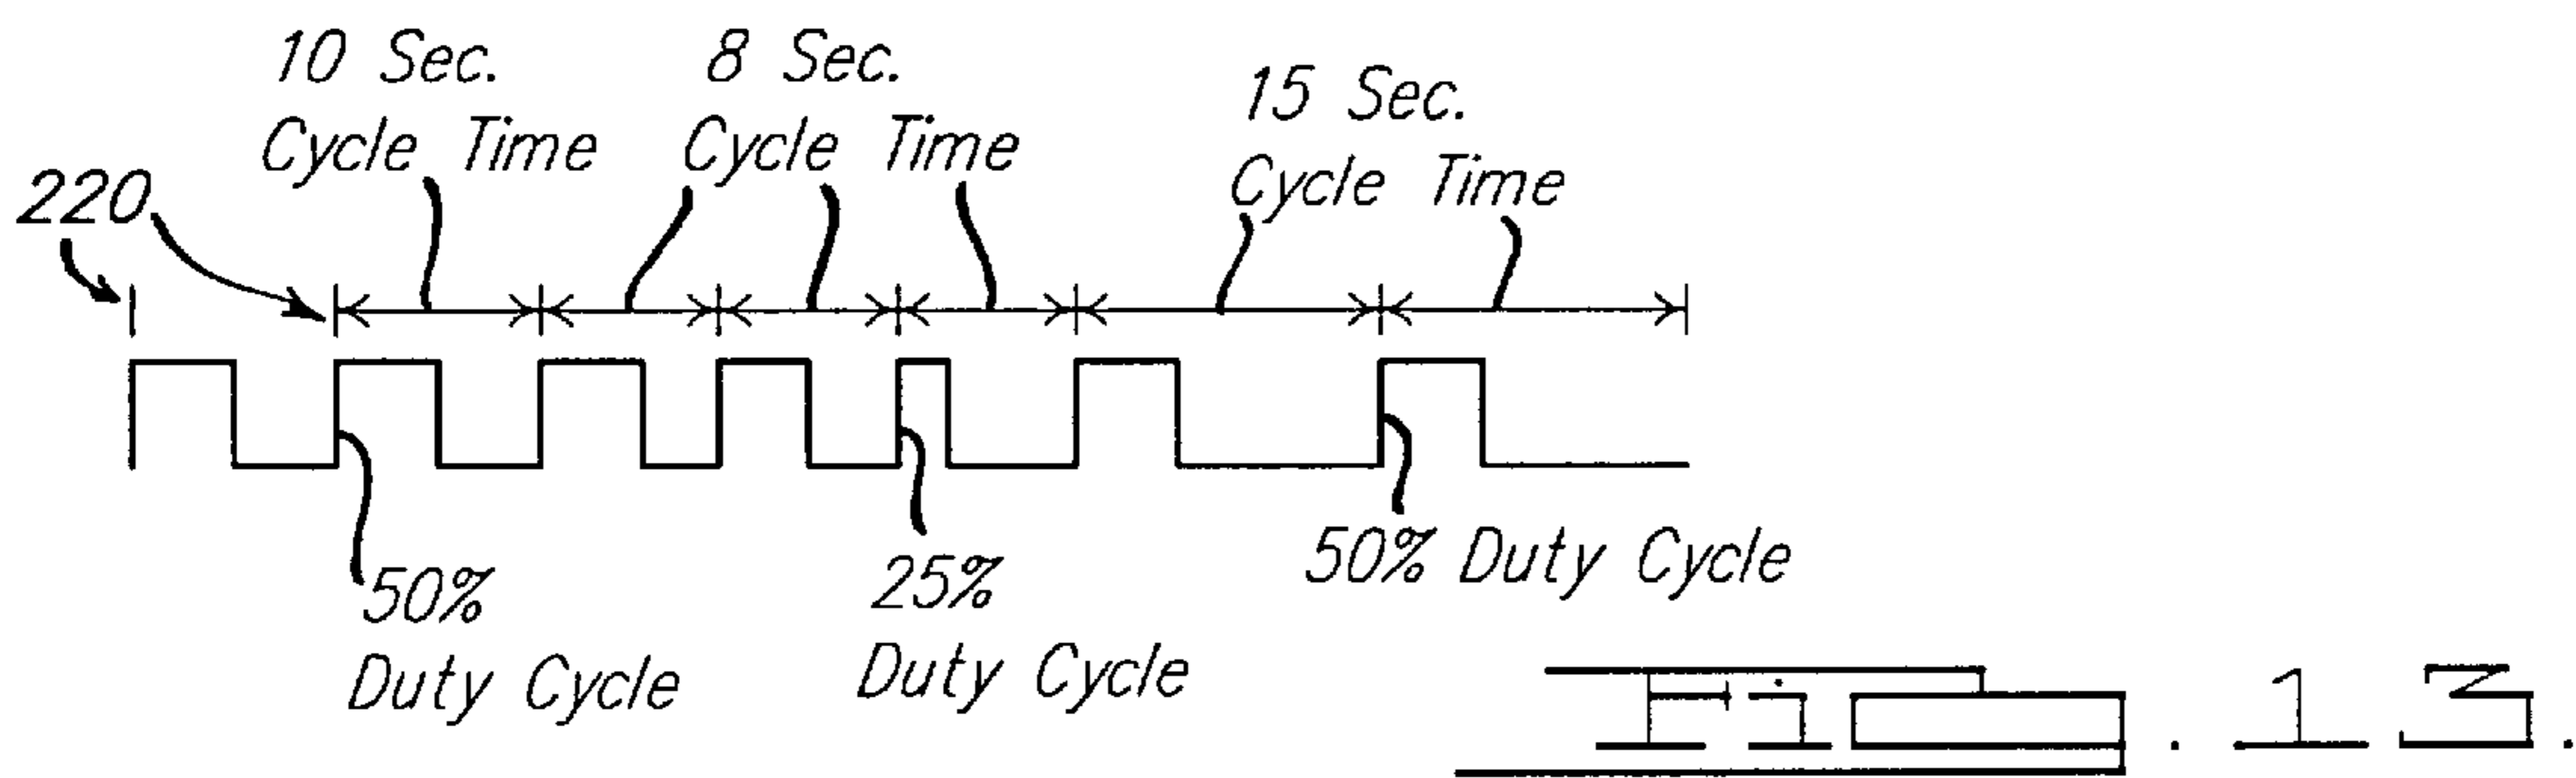 10 Sec.
Cycle Time
8 Sec.
Cycle Time
15 Sec.
Cycle Time
220
50%
Duty Cycle
25%
Duty Cycle
50% Duty Cycle
Fig. 13.